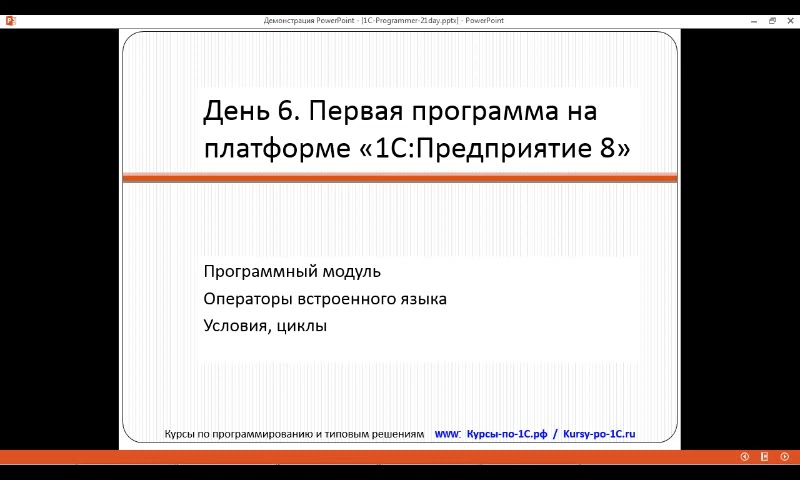 Демонстрация PowerPoint - [1C-Programmer-21day.pptx] - PowerPoint
День 6. Первая программа на
платформе «1С:Предприятие 8»
Программный модуль
Операторы встроенного языка
Условия, циклы
Курсы по программированию и типовым решениям www: Курсы-по-1С.рф / Kursy-po-1C.ru